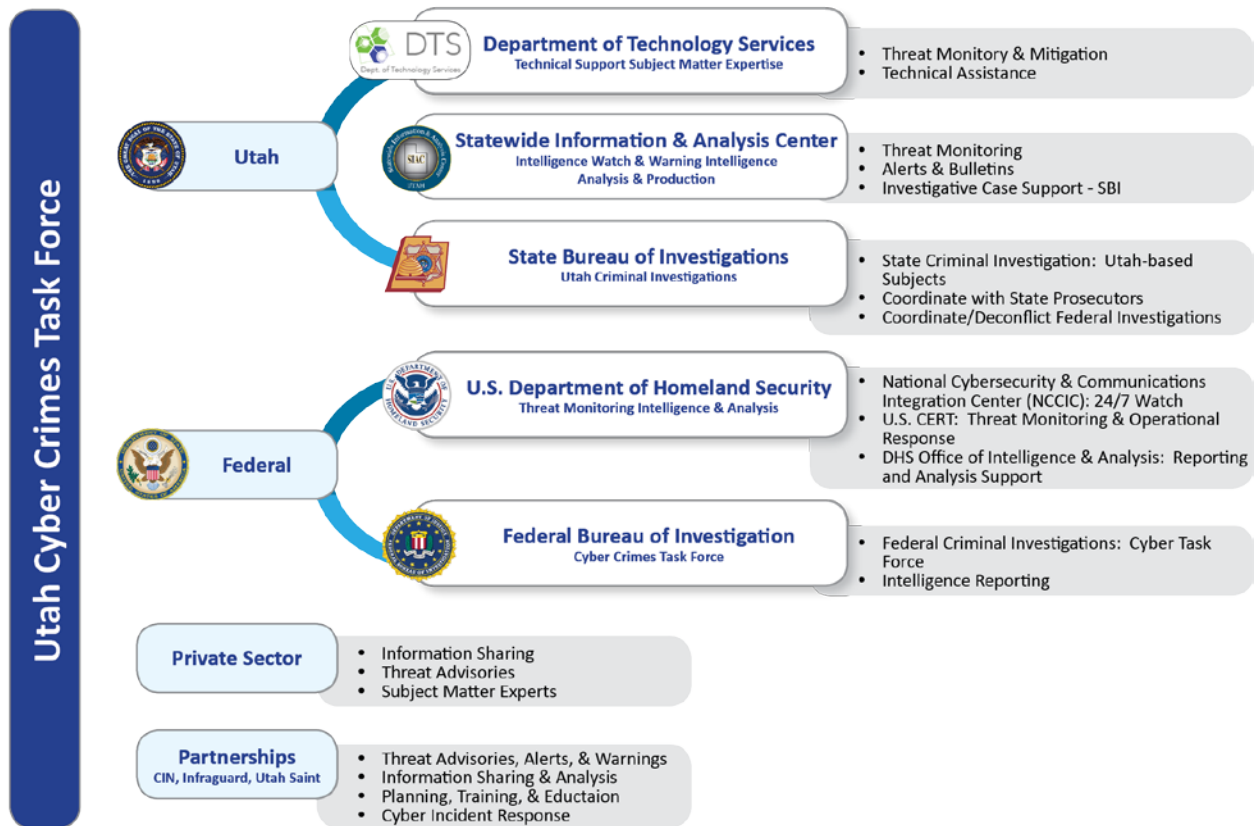 Utah Cyber Crimes Task Force
DTS
Dept. of Technology Services
Department of Technology Services
Technical Support Subject Matter Expertise
• Threat Monitory & Mitigation
• Technical Assistance
Utah
SIAC
Statewide Information & Analysis Center
Intelligence Watch & Warning Intelligence
Analysis & Production
• Threat Monitoring
• Alerts & Bulletins
• Investigative Case Support - SBI
State Bureau of Investigations
Utah Criminal Investigations
• State Criminal Investigation: Utah-based
Subjects
• Coordinate with State Prosecutors
• Coordinate/Deconflict Federal Investigations
Federal
U.S. DEPARTMENT OF
HOMELAND SECURITY
U.S. Department of Homeland Security
Threat Monitoring Intelligence & Analysis
• National Cybersecurity & Communications
Integration Center (NCCIC): 24/7 Watch
• U.S. CERT: Threat Monitoring & Operational
Response
• DHS Office of Intelligence & Analysis: Reporting
and Analysis Support
Federal Bureau of Investigation
Cyber Crimes Task Force
• Federal Criminal Investigations: Cyber Task
Force
• Intelligence Reporting
Private Sector
• Information Sharing
• Threat Advisories
• Subject Matter Experts
Partnerships
CIN, Infraguard, Utah Saint
• Threat Advisories, Alerts, & Warnings
• Information Sharing & Analysis
• Planning, Training, & Eductaion
• Cyber Incident Response